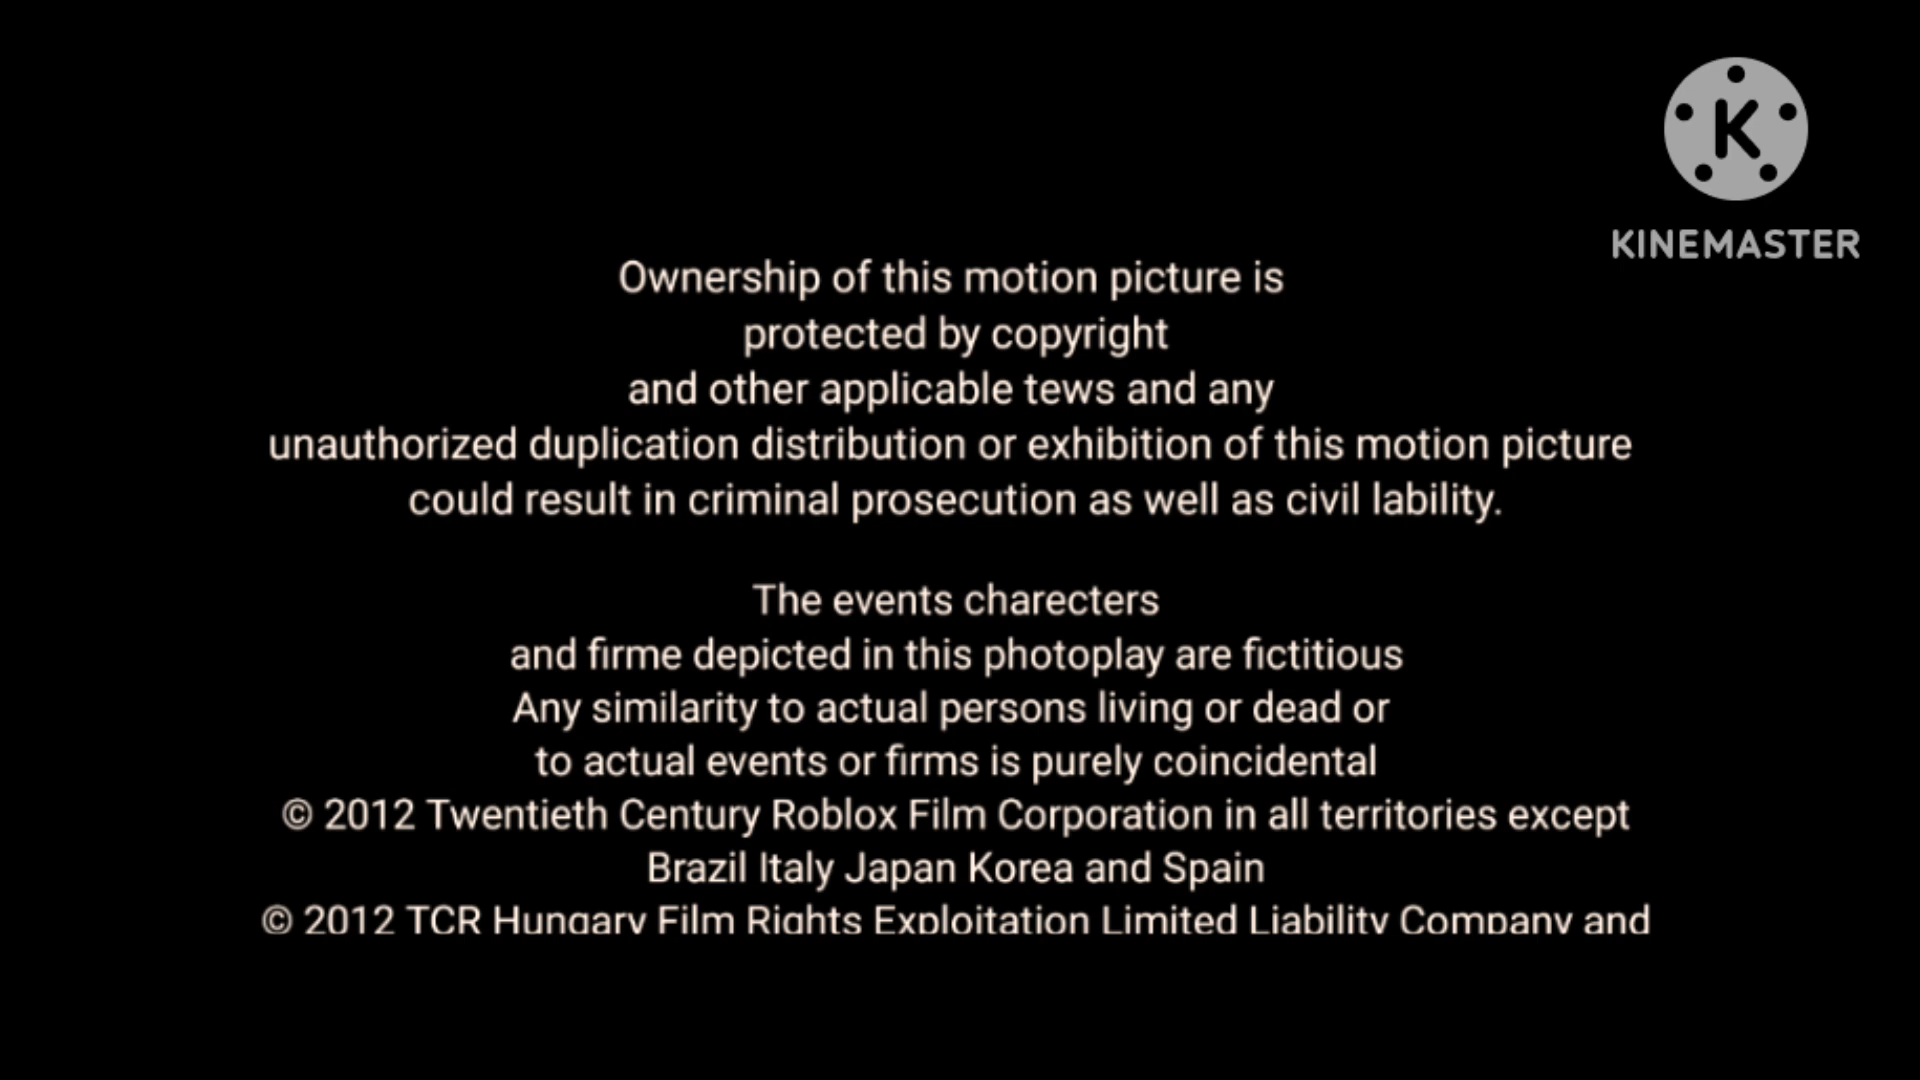 K
KINEMASTER
Ownership of this motion picture is
protected by copyright
and other applicable tews and any
unauthorized duplication distribution or exhibition of this motion picture
could result in criminal prosecution as well as civil lability.
The events charecters
and firme depicted in this photoplay are fictitious
Any similarity to actual persons living or dead or
to actual events or firms is purely coincidental
© 2012 Twentieth Century Roblox Film Corporation in all territories except
Brazil Italy Japan Korea and Spain
© 2012 TCR Hungary Film Rights Exploitation Limited Liability Company and